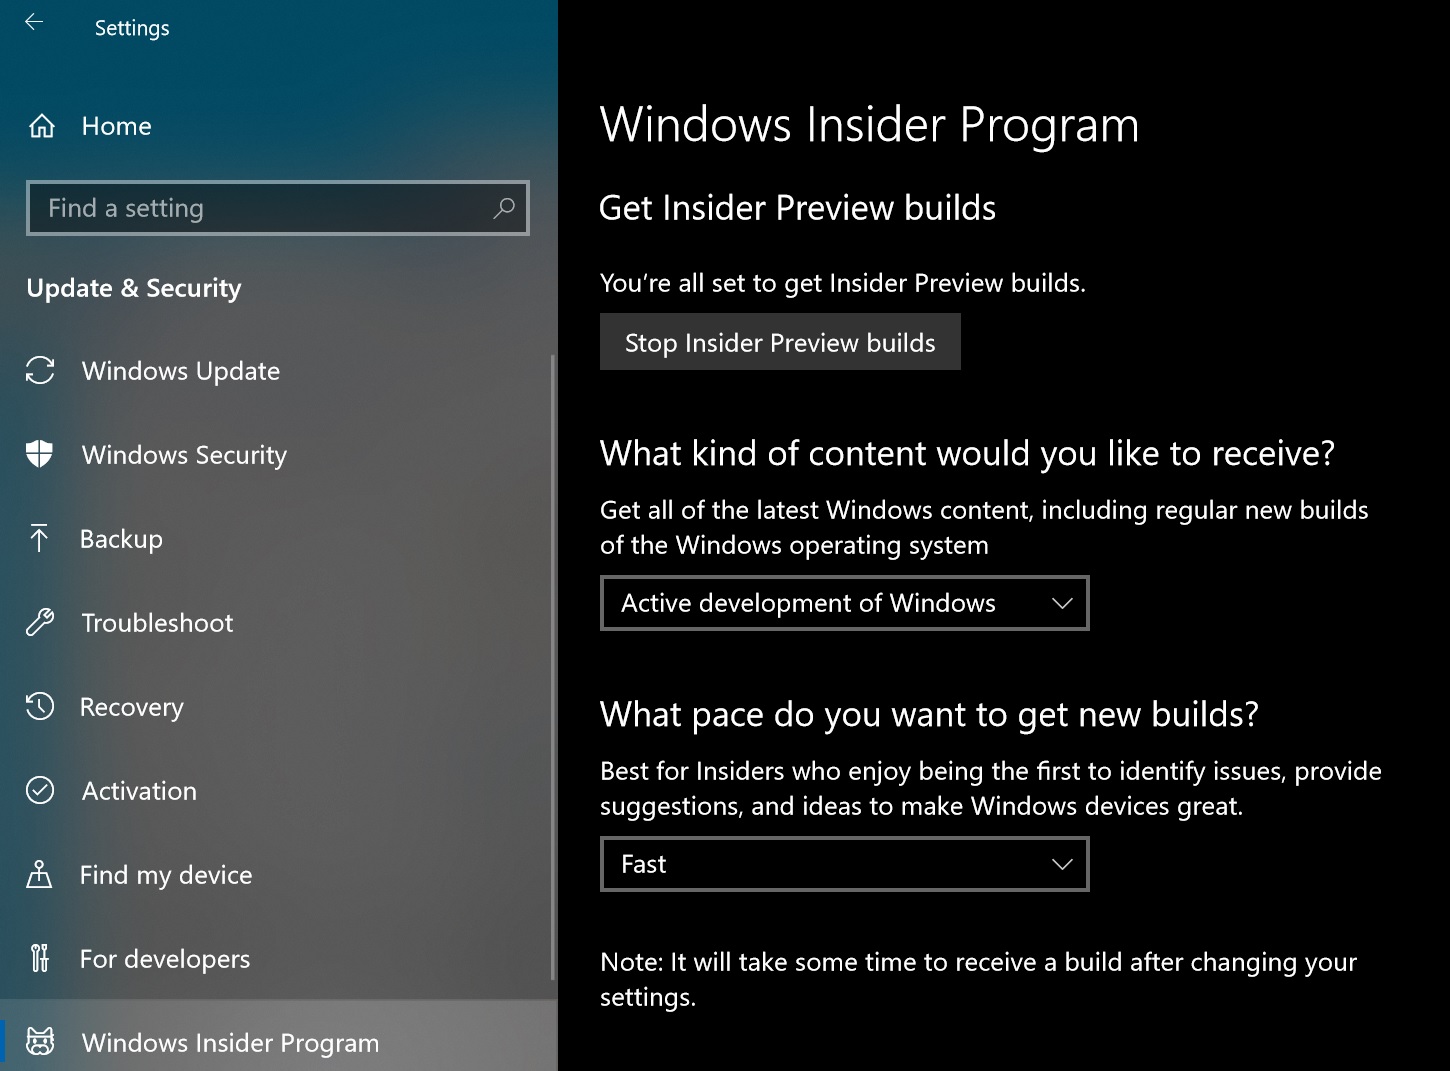 Settings
Home
Find a setting
Update & Security
Windows Update
Windows Security
Backup
Troubleshoot
Recovery
Activation
Find my device
For developers
Windows Insider Program
Windows Insider Program
Get Insider Preview builds
You’re all set to get Insider Preview builds.
Stop Insider Preview builds
What kind of content would you like to receive?
Get all of the latest Windows content, including regular new builds
of the Windows operating system
Active development of Windows
What pace do you want to get new builds?
Best for Insiders who enjoy being the first to identify issues, provide
suggestions, and ideas to make Windows devices great.
Fast
Note: It will take some time to receive a build after changing your
settings.